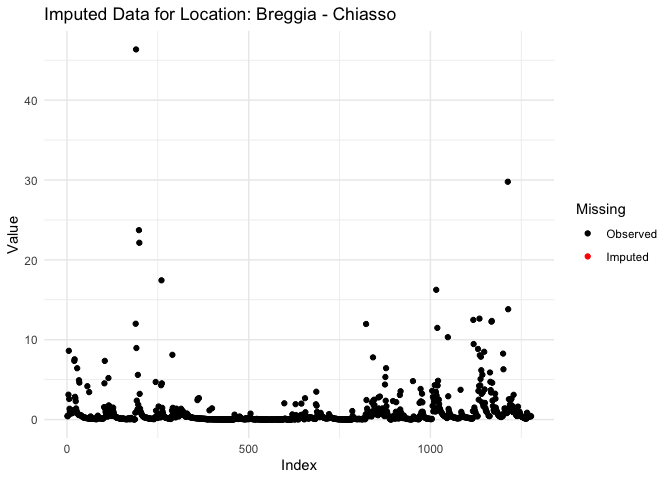 Imputed Data for Location: Breggia - Chiasso
40
30
20
10
0
Value
0
500
1000
Index
Missing
Observed
Imputed